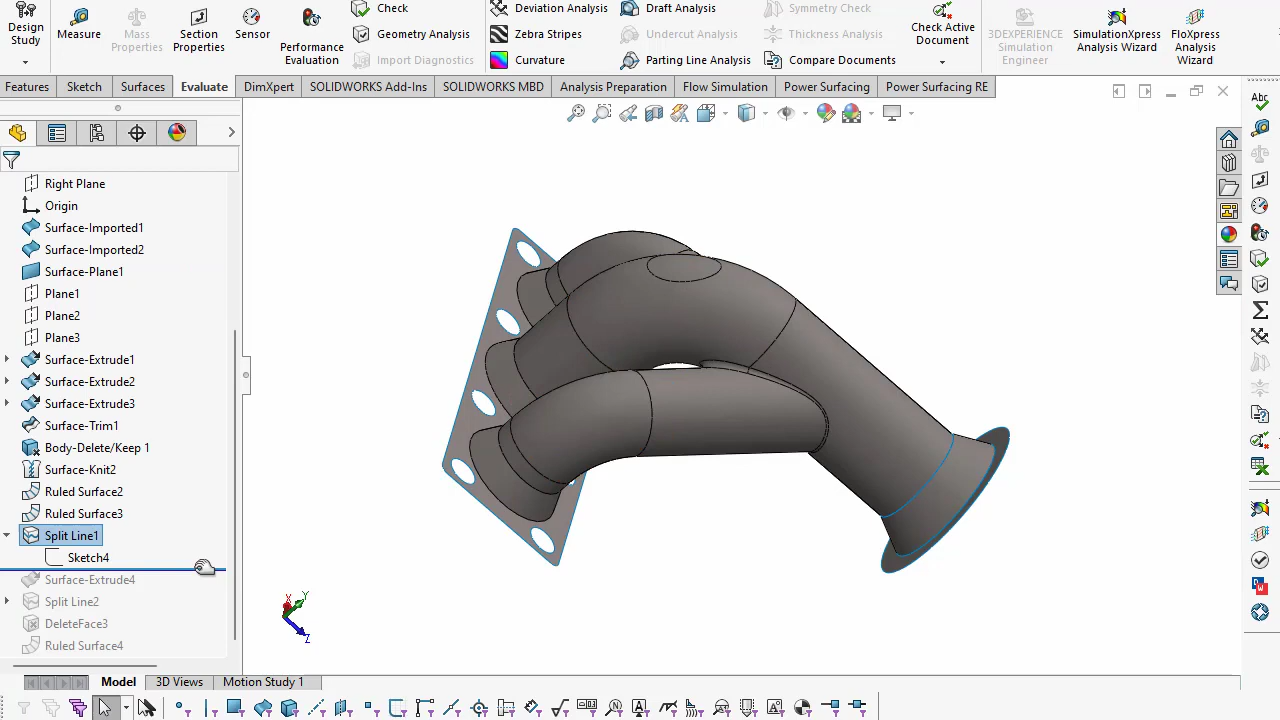 Design Study
Measure
Mass Properties
Section Properties
Sensor
Performance Evaluation
Check
Geometry Analysis
Import Diagnostics
Deviation Analysis
Zebra Stripes
Curvature
Draft Analysis
Undercut Analysis
Parting Line Analysis
Symmetry Check
Thickness Analysis
Compare Documents
Check Active Document
3DEXPERIENCE Simulation Engineer
SimulationXpress Analysis Wizard
FloXpress Analysis Wizard
Features
Sketch
Surfaces
Evaluate
DimXpert
SOLIDWORKS Add-Ins
SOLIDWORKS MBD
Analysis Preparation
Flow Simulation
Power Surfacing
Power Surfacing RE
Right Plane
Origin
Surface-Imported1
Surface-Imported2
Surface-Plane1
Plane1
Plane2
Plane3
Surface-Extrude1
Surface-Extrude2
Surface-Extrude3
Surface-Trim1
Body-Delete/Keep 1
Surface-Knit2
Ruled Surface2
Ruled Surface3
Split Line1
Sketch4
Surface-Extrude4
Split Line2
DeleteFace3
Ruled Surface4
X
Y
Z
Model
3D Views
Motion Study 1